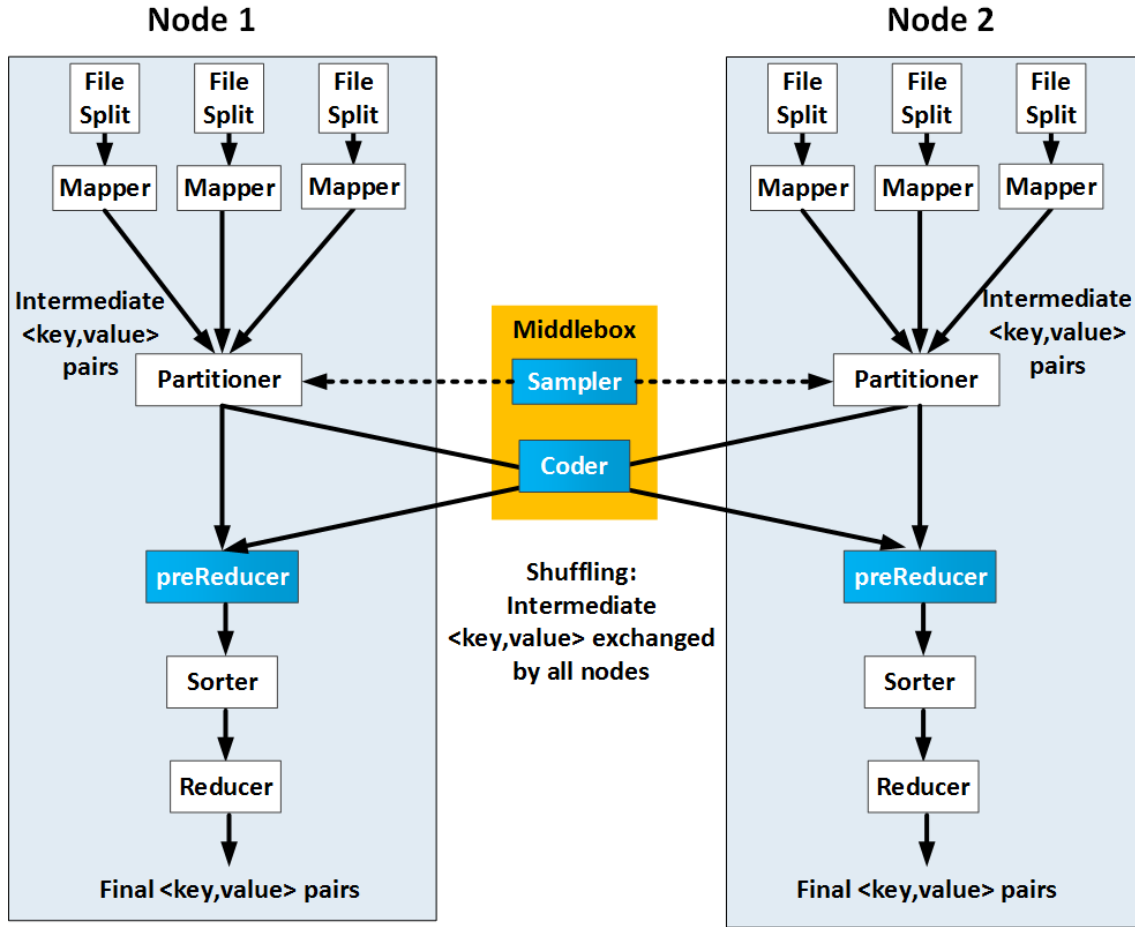 Node 1
Node 2
File
Split
File
Split
File
Split
Mapper
Mapper
Mapper
Intermediate
<key,value>
pairs
Partitioner
Middlebox
Sampler
Coder
File
Split
File
Split
File
Split
Mapper
Mapper
Mapper
Intermediate
<key,value>
pairs
Partitioner
preReducer
Sorter
Reducer
Final <key,value> pairs
Shuffling:
Intermediate
<key,value> exchanged
by all nodes
preReducer
Sorter
Reducer
Final <key,value> pairs